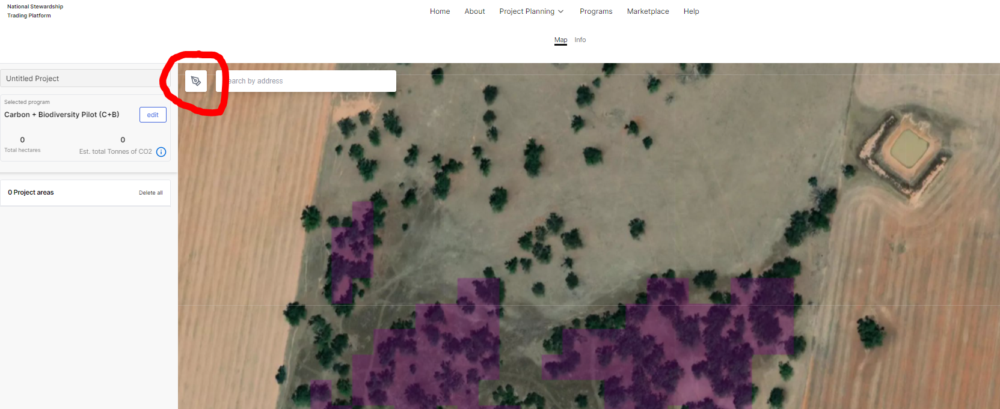 National Stewardship
Trading Platform
Home About Project Planning Programs Marketplace Help
Map Info
Untitled Project
earch by address
Selected program
Carbon + Biodiversity Pilot (C+B)
edit
0
Total hectares
0
Est. total Tonnes of CO2
0 Project areas
Delete all